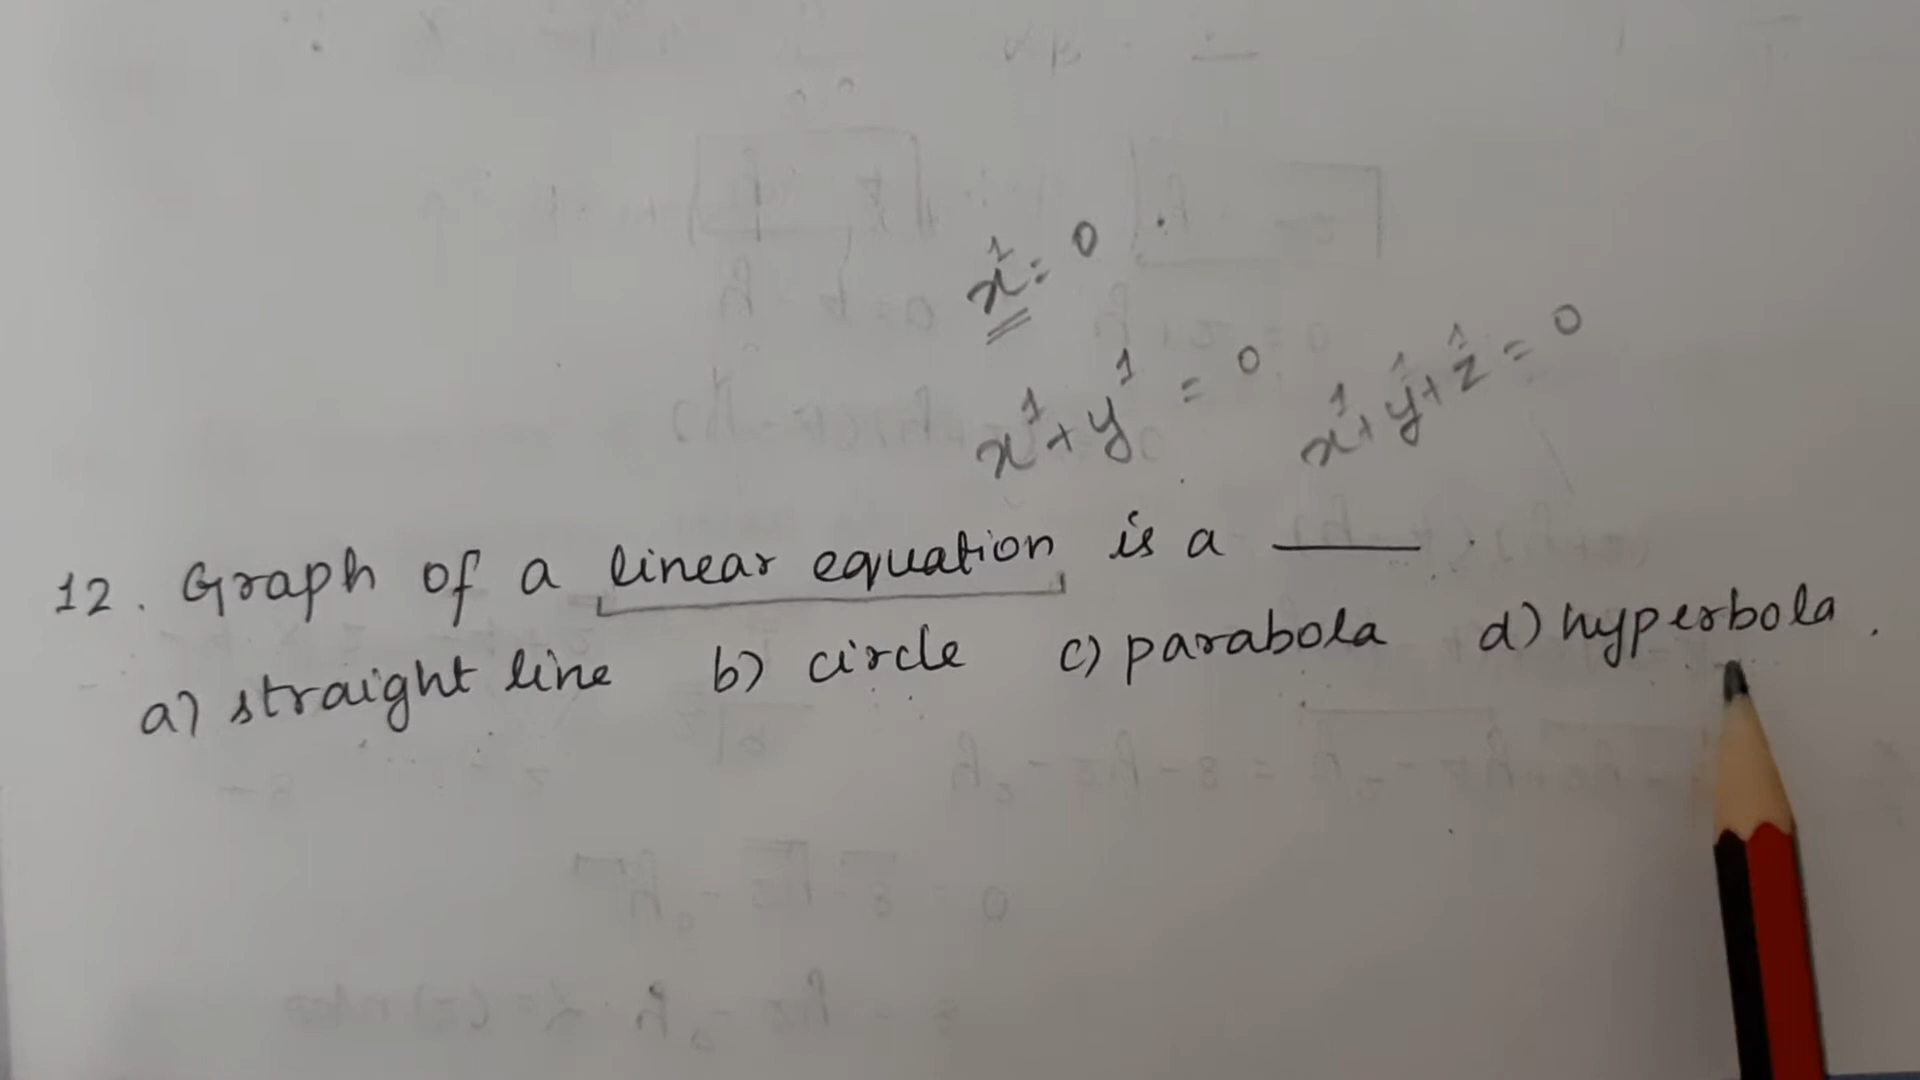 x¹ = 0
x¹ + y¹ = 0 x¹ + y¹ + z¹ = 0
12. Graph of a linear equation is a ____.
a) straight line b) circle c) parabola d) hyperbola.